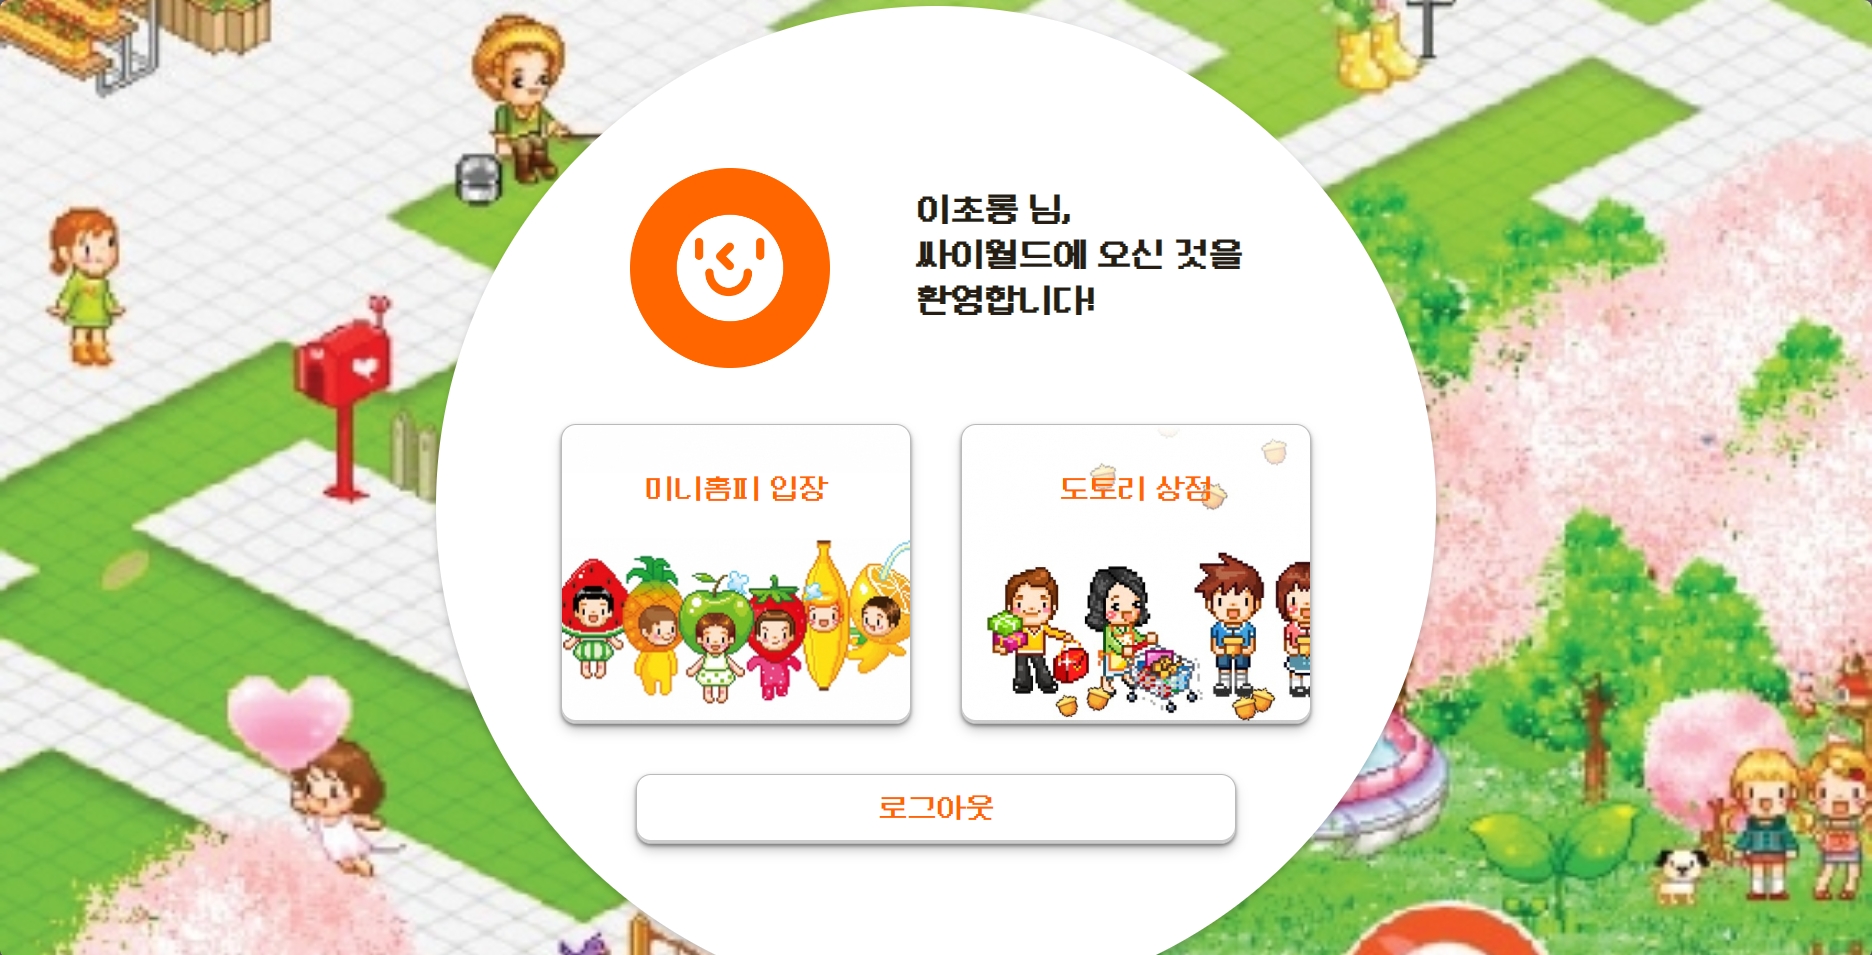 이초롱 님,
싸이월드에 오신 것을
환영합니다!
미니홈피 입장
도토리 상점
로그아웃